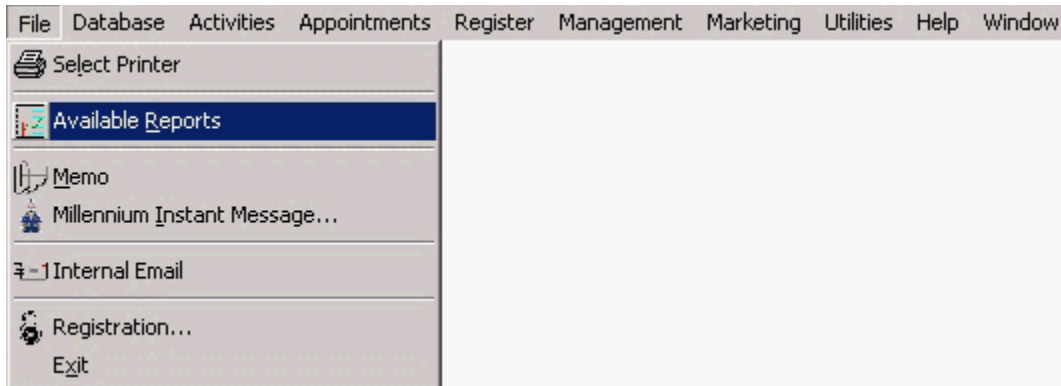 File Database Activities Appointments Register Management Marketing Utilities Help Window
Select Printer
Available Reports
Memo
Millennium Instant Message...
Internal Email
Registration...
Exit